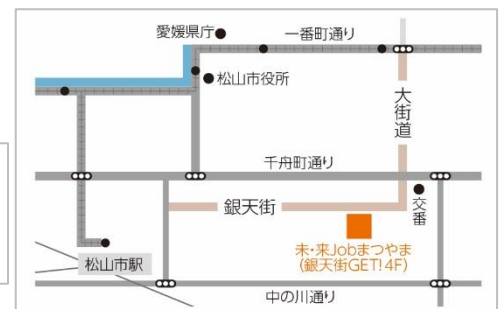 愛媛県庁
一番町通り
松山市役所
大街道
千舟町通り
銀天街
交番
未・来Jobまつやま
(銀天街GET!4F)
松山市駅
中の川通り